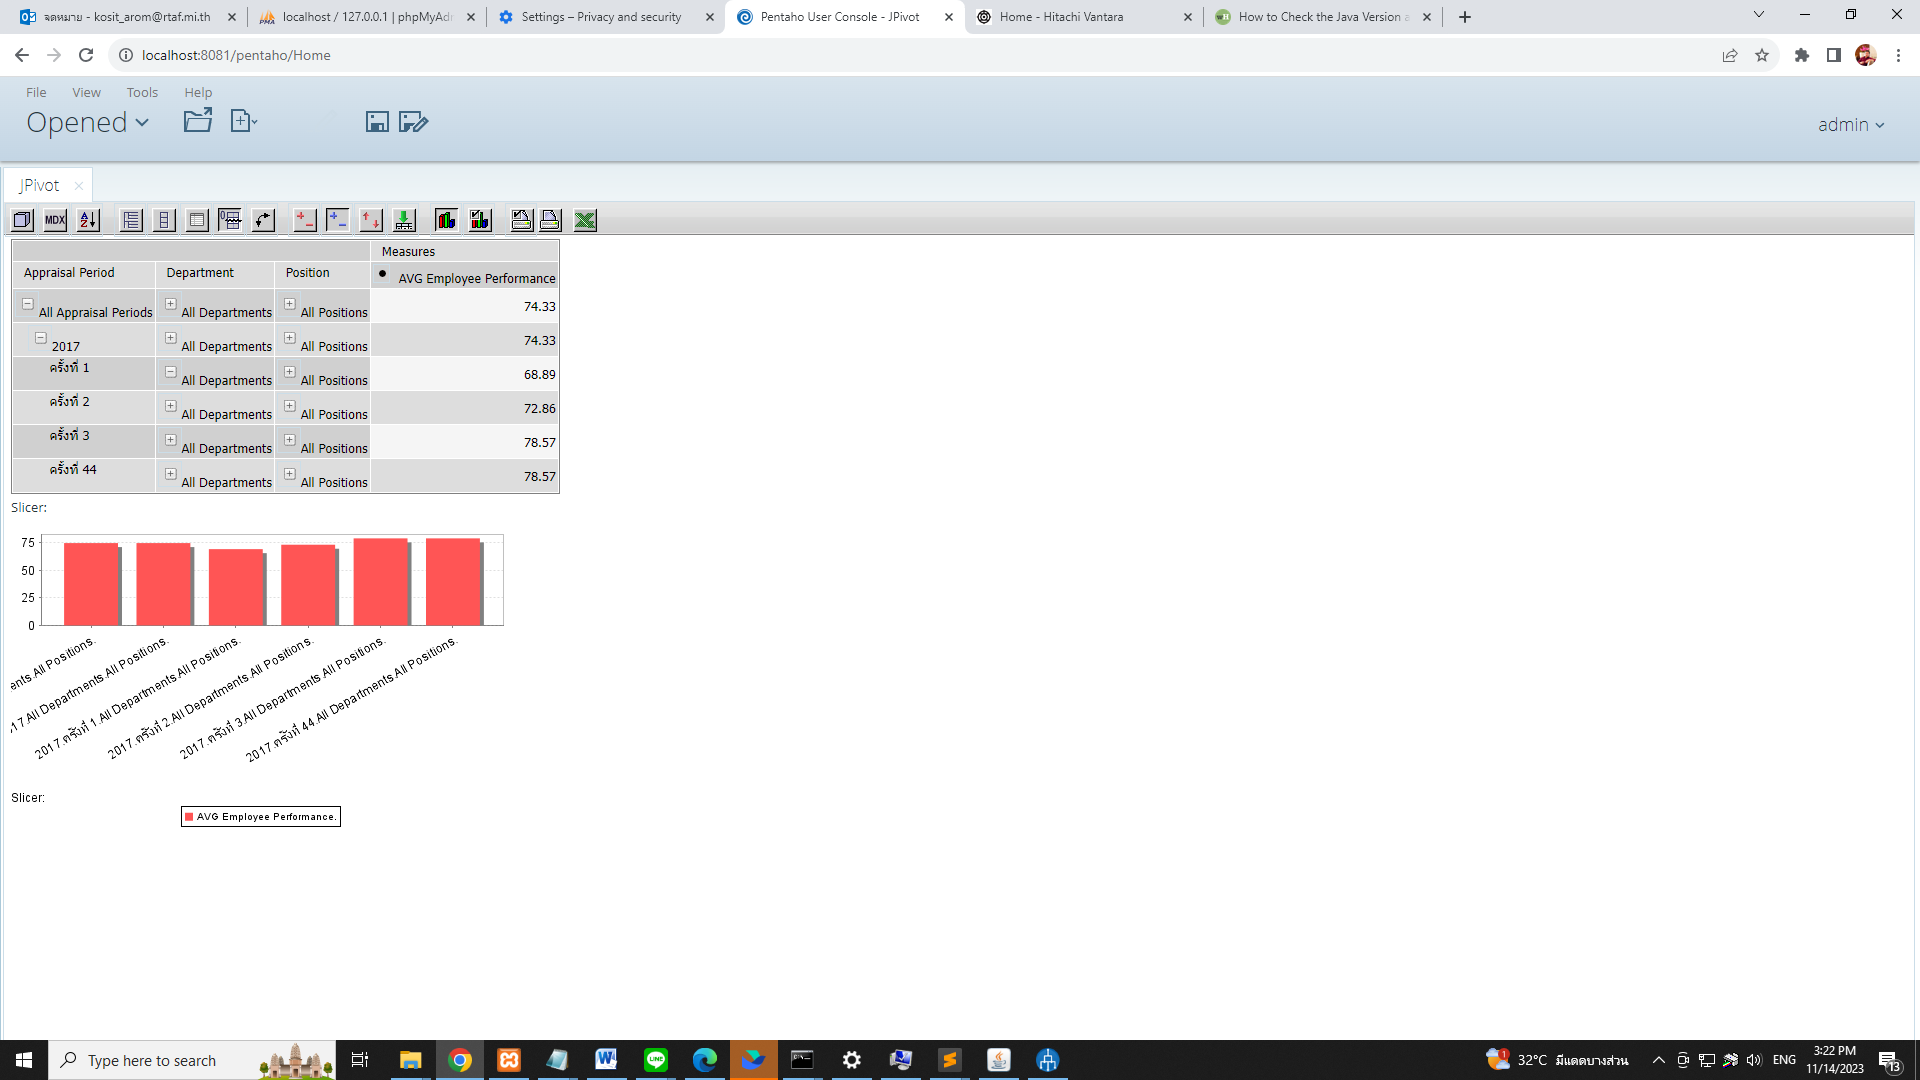 จดหมาย - kosit_arom@rtaf.mi.th
localhost / 127.0.0.1 | phpMyAdr
Settings – Privacy and security
Pentaho User Console - JPivot
Home - Hitachi Vantara
How to Check the Java Version
localhost:8081/pentaho/Home
File View Tools Help
Opened
admin
JPivot
MDX
Measures
Appraisal Period Department Position AVG Employee Performance
All Appraisal Periods All Departments All Positions 74.33
2017 All Departments All Positions 74.33
ครั้งที่ 1 All Departments All Positions 68.89
ครั้งที่ 2 All Departments All Positions 72.86
ครั้งที่ 3 All Departments All Positions 78.57
ครั้งที่ 44 All Departments All Positions 78.57
Slicer:
75
50
25
0
ents.All Positions.
17.All Departments.All Positions.
2017.ครั้งที่ 1.All Departments.All Positions.
2017.ครั้งที่ 2.All Departments.All Positions.
2017.ครั้งที่ 3.All Departments.All Positions.
2017.ครั้งที่ 44.All Departments.All Positions.
Slicer:
AVG Employee Performance.
Type here to search
32°C มีแดดบางส่วน
ENG
3:22 PM
11/14/2023
13